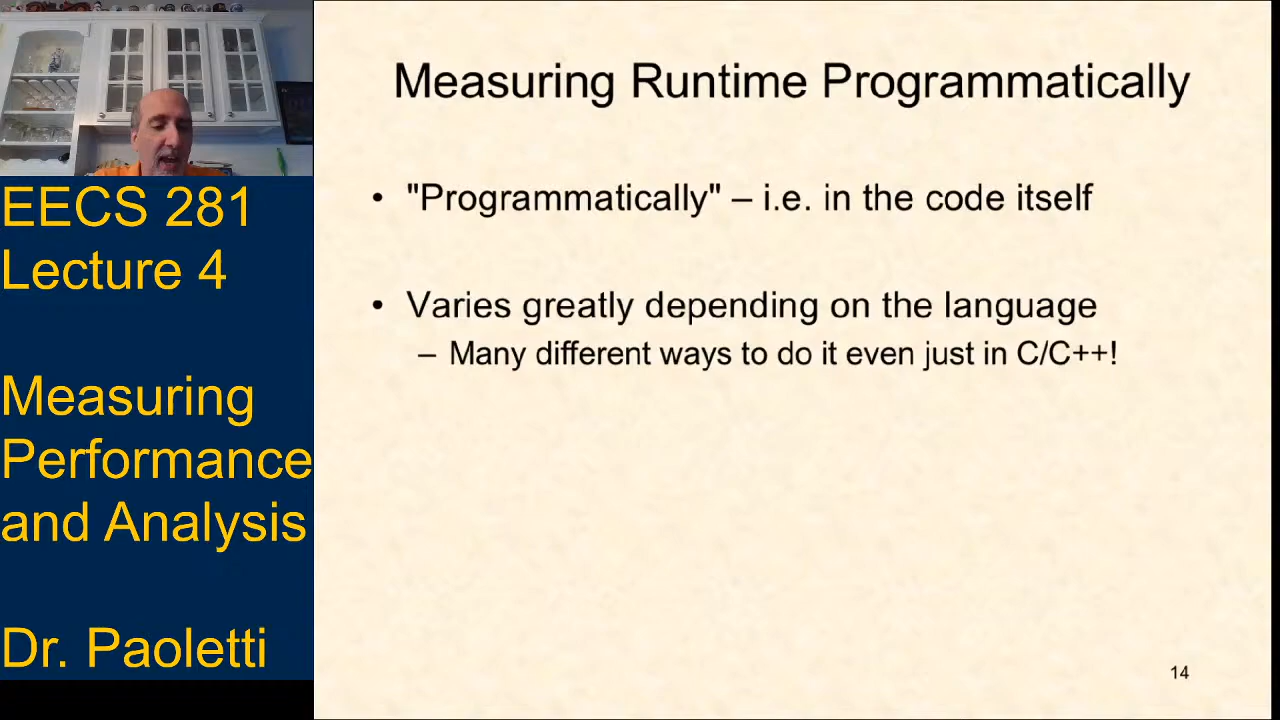 EECS 281
Lecture 4
Measuring
Performance
and Analysis
Dr. Paoletti
Measuring Runtime Programmatically
• "Programmatically" – i.e. in the code itself
• Varies greatly depending on the language
– Many different ways to do it even just in C/C++!
14